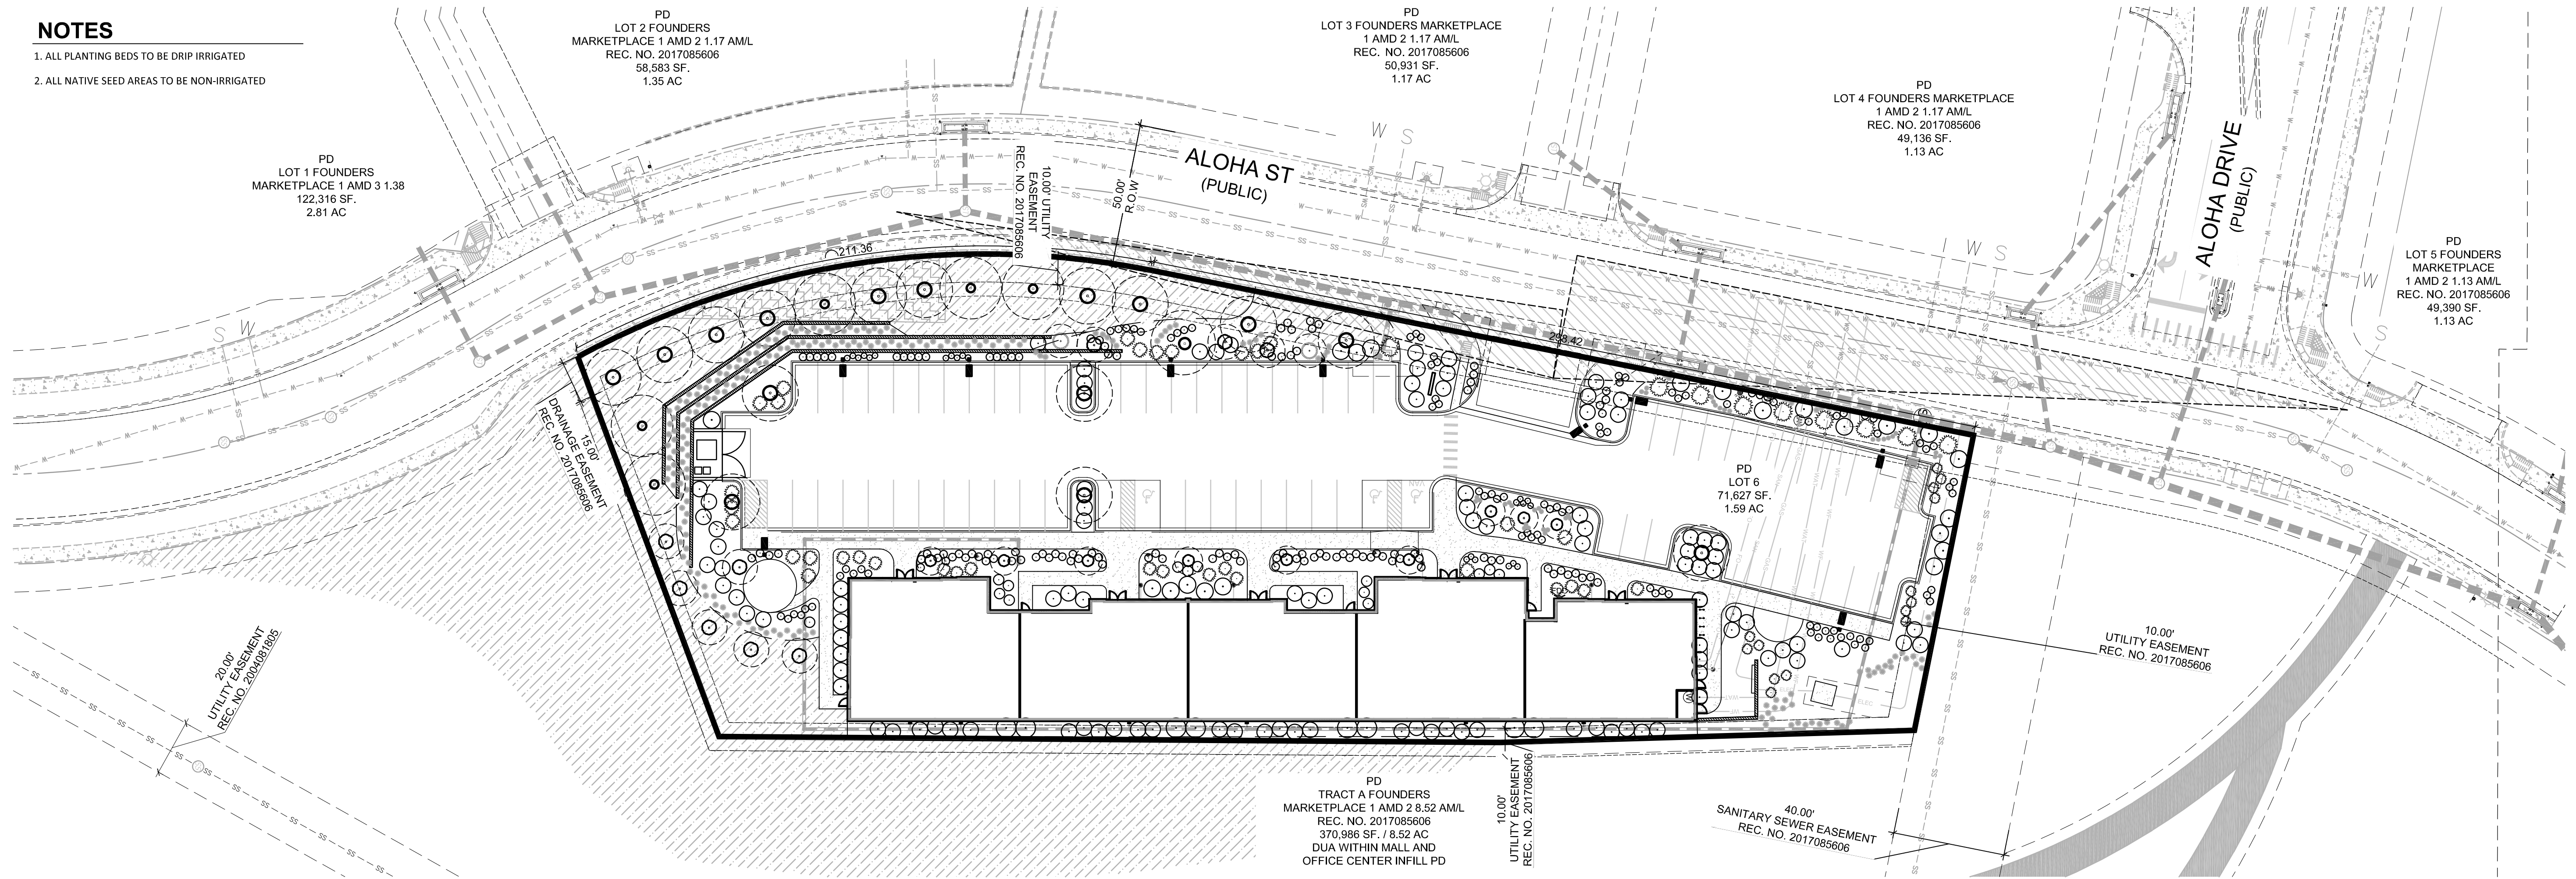 NOTES
1. ALL PLANTING BEDS TO BE DRIP IRRIGATED
2. ALL NATIVE SEED AREAS TO BE NON-IRRIGATED
PD
LOT 1 FOUNDERS
MARKETPLACE 1 AMD 3 1.38
122,316 SF.
2.81 AC
PD
LOT 2 FOUNDERS
MARKETPLACE 1 AMD 2 1.17 AM/L
REC. NO. 2017085606
58,583 SF.
1.35 AC
PD
LOT 3 FOUNDERS MARKETPLACE
1 AMD 2 1.17 AM/L
REC. NO. 2017085606
50,931 SF.
1.17 AC
PD
LOT 4 FOUNDERS MARKETPLACE
1 AMD 2 1.17 AM/L
REC. NO. 2017085606
49,136 SF.
1.13 AC
PD
LOT 5 FOUNDERS
MARKETPLACE
1 AMD 2 1.13 AM/L
REC. NO. 2017085606
49,390 SF.
1.13 AC
ALOHA ST
(PUBLIC)
ALOHA DRIVE
(PUBLIC)
50.00'
R.O.W
10.00' UTILITY
EASEMENT
REC. NO. 2017085606
211.36
288.42
15.00'
DRAINAGE EASEMENT
REC. NO. 2017085606
PD
LOT 6
71,627 SF.
1.59 AC
VAN
10.00'
UTILITY EASEMENT
REC. NO. 2017085606
20.00'
UTILITY EASEMENT
REC. NO. 2004081805
PD
TRACT A FOUNDERS
MARKETPLACE 1 AMD 2 8.52 AM/L
REC. NO. 2017085606
370,986 SF. / 8.52 AC
DUA WITHIN MALL AND
OFFICE CENTER INFILL PD
10.00'
UTILITY EASEMENT
REC. NO. 2017085606
40.00'
SANITARY SEWER EASEMENT
REC. NO. 2017085606